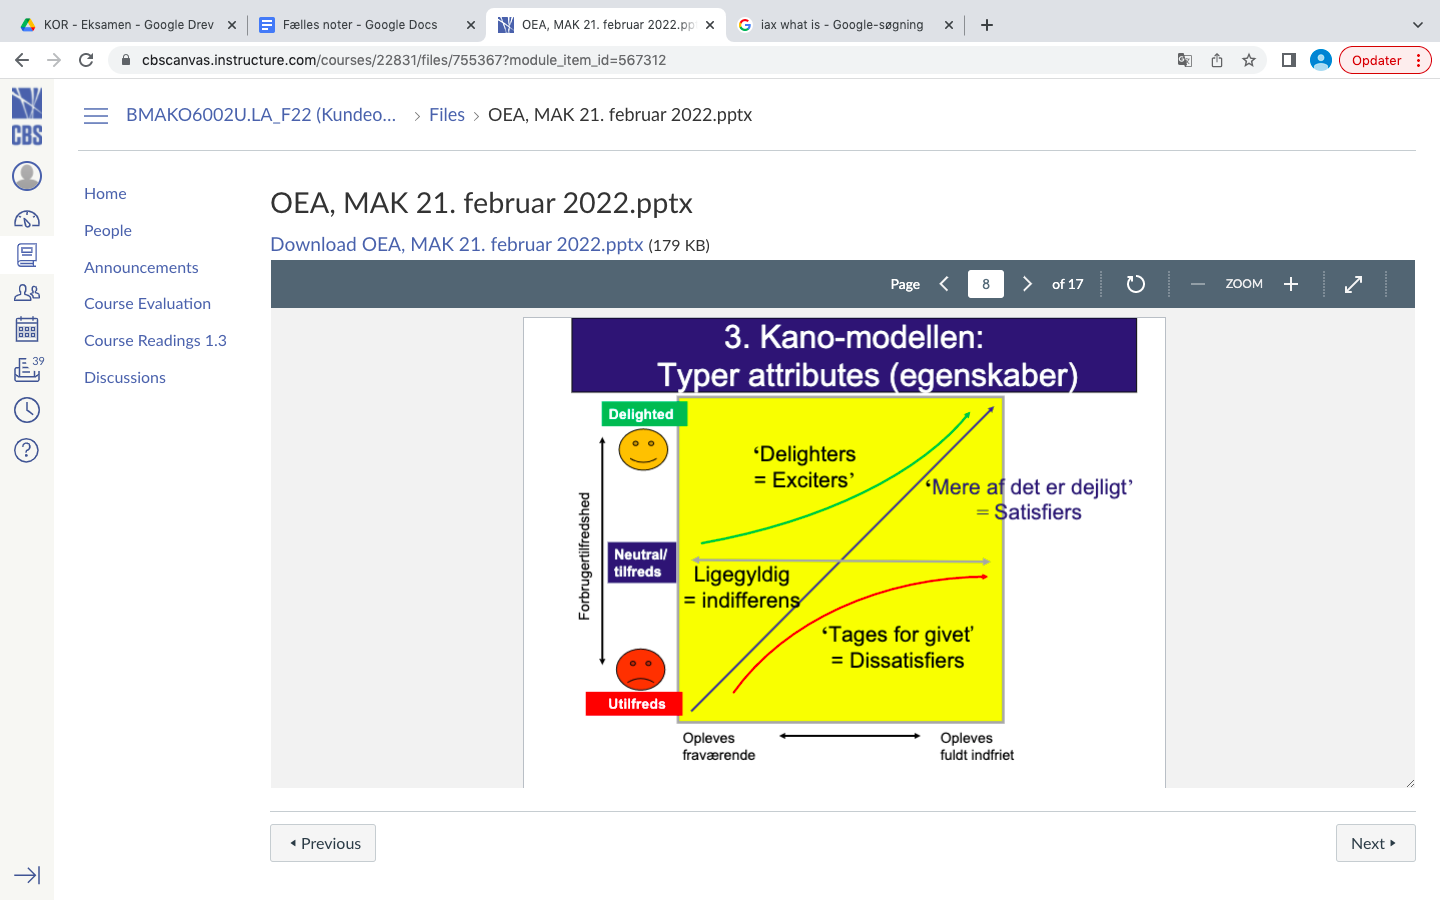 KOR - Eksamen - Google Drev
Fælles noter - Google Docs
OEA, MAK 21. februar 2022.pp
iax what is - Google-søgning
cbscanvas.instructure.com/courses/22831/files/755367?module_item_id=567312
Opdater
CBS
BMAKO6002U.LA_F22 (Kundeo... > Files > OEA, MAK 21. februar 2022.pptx
Home
People
Announcements
Course Evaluation
Course Readings 1.3
Discussions
39
OEA, MAK 21. februar 2022.pptx
Download OEA, MAK 21. februar 2022.pptx (179 KB)
Page 8 of 17 ZOOM
3. Kano-modellen:
Typer attributes (egenskaber)
Delighted
‘Delighters
= Exciters’
‘Mere af det er dejligt’
= Satisfiers
Forbrugertilfredshed
Neutral/
tilfreds
Ligegyldig
= indifferens
‘Tages for givet’
= Dissatisfiers
Utilfreds
Opleves
fraværende
Opleves
fuldt indfriet
Previous
Next